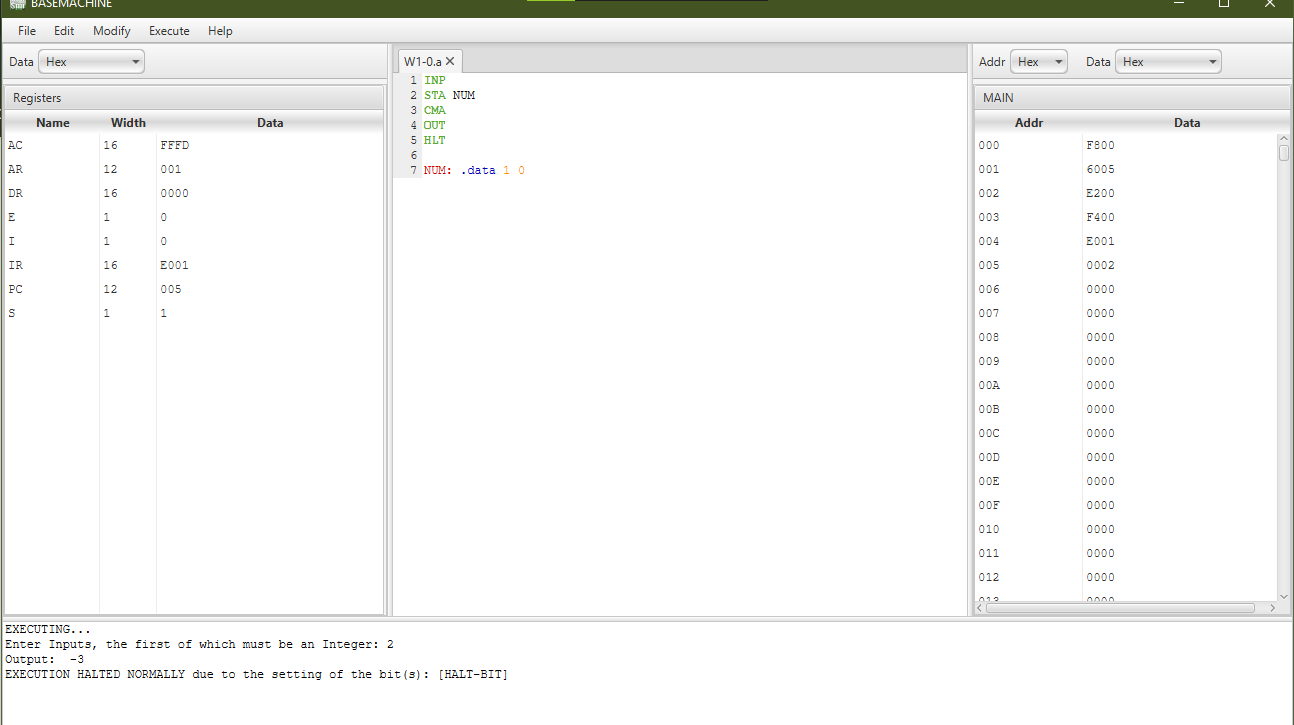 BASEMACHINE
File Edit Modify Execute Help
Data Hex
Registers
Name Width Data
AC 16 FFFD
AR 12 001
DR 16 0000
E 1 0
I 1 0
IR 16 E001
PC 12 005
S 1 1
W1-0.a
1 INP
2 STA NUM
3 CMA
4 OUT
5 HLT
6
7 NUM: .data 1 0
Addr Hex Data Hex
MAIN
Addr Data
000 F800
001 6005
002 E200
003 F400
004 E001
005 0002
006 0000
007 0000
008 0000
009 0000
00A 0000
00B 0000
00C 0000
00D 0000
00E 0000
00F 0000
010 0000
011 0000
012 0000
013 0000
EXECUTING...
Enter Inputs, the first of which must be an Integer: 2
Output: -3
EXECUTION HALTED NORMALLY due to the setting of the bit(s): [HALT-BIT]